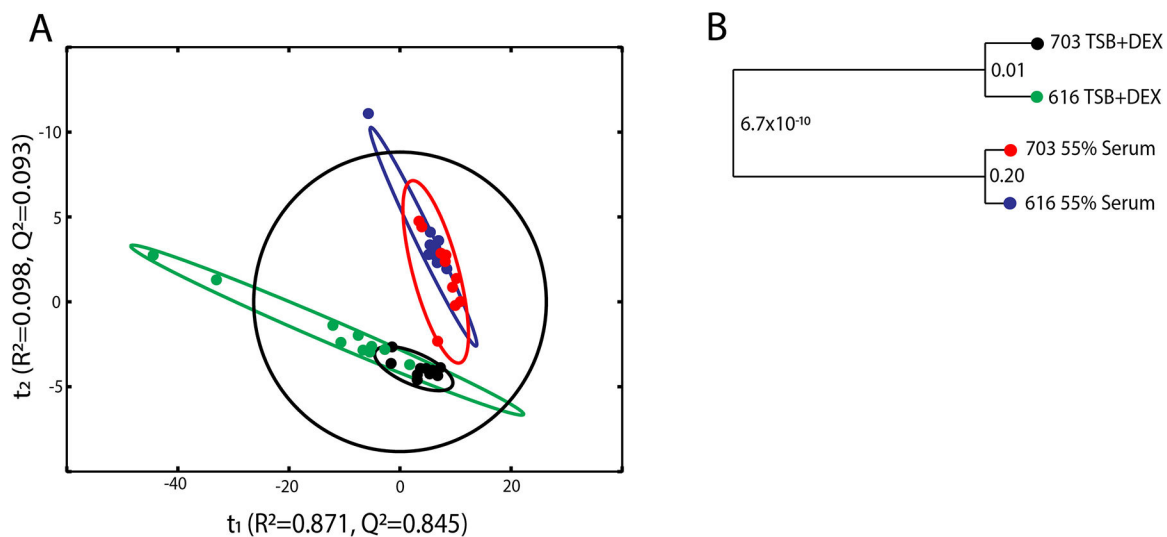 A
-10
5
0
-5
-40
-20
0
20
t₂ (R²=0.098, Q²=0.093)
t₁ (R²=0.871, Q²=0.845)
B
703 TSB+DEX
0.01
616 TSB+DEX
6.7x10⁻¹⁰
703 55% Serum
0.20
616 55% Serum